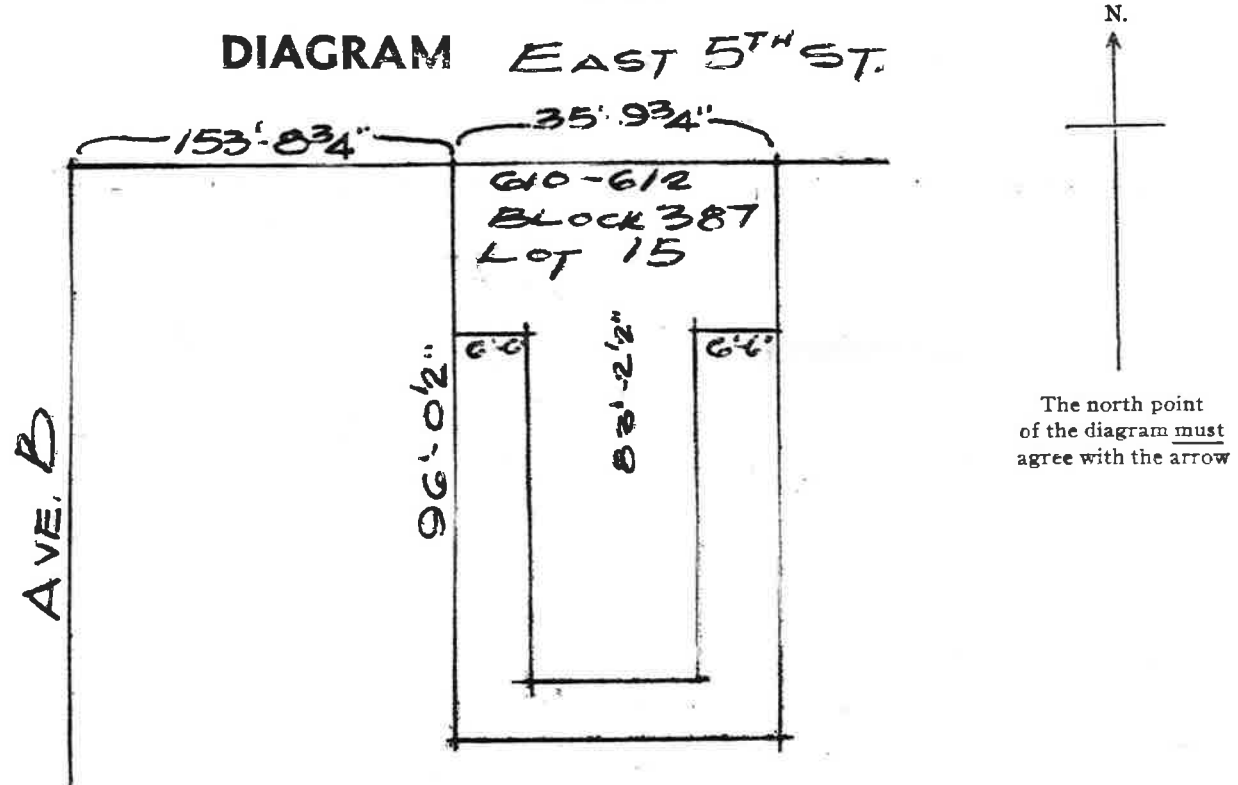 N.
DIAGRAM EAST 5TH ST.
153'-8¾" 35'-9¾"
610-612
BLOCK 387
LOT 15
6'-6" 6'-6"
83'-2½"
96'-0½"
AVE. B
The north point
of the diagram must
agree with the arrow